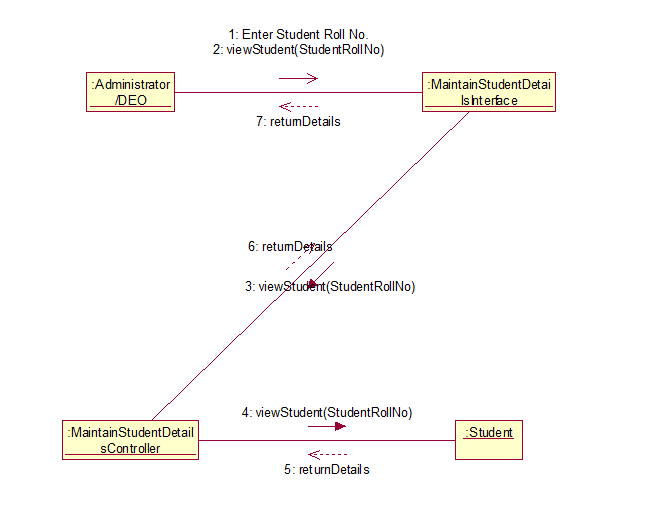 1: Enter Student Roll No.
2: viewStudent(StudentRollNo)
:Administrator
/DEO
:MaintainStudentDetai
lsInterface
7: returnDetails
6: returnDetails
3: viewStudent(StudentRollNo)
4: viewStudent(StudentRollNo)
:MaintainStudentDetail
sController
:Student
5: returnDetails